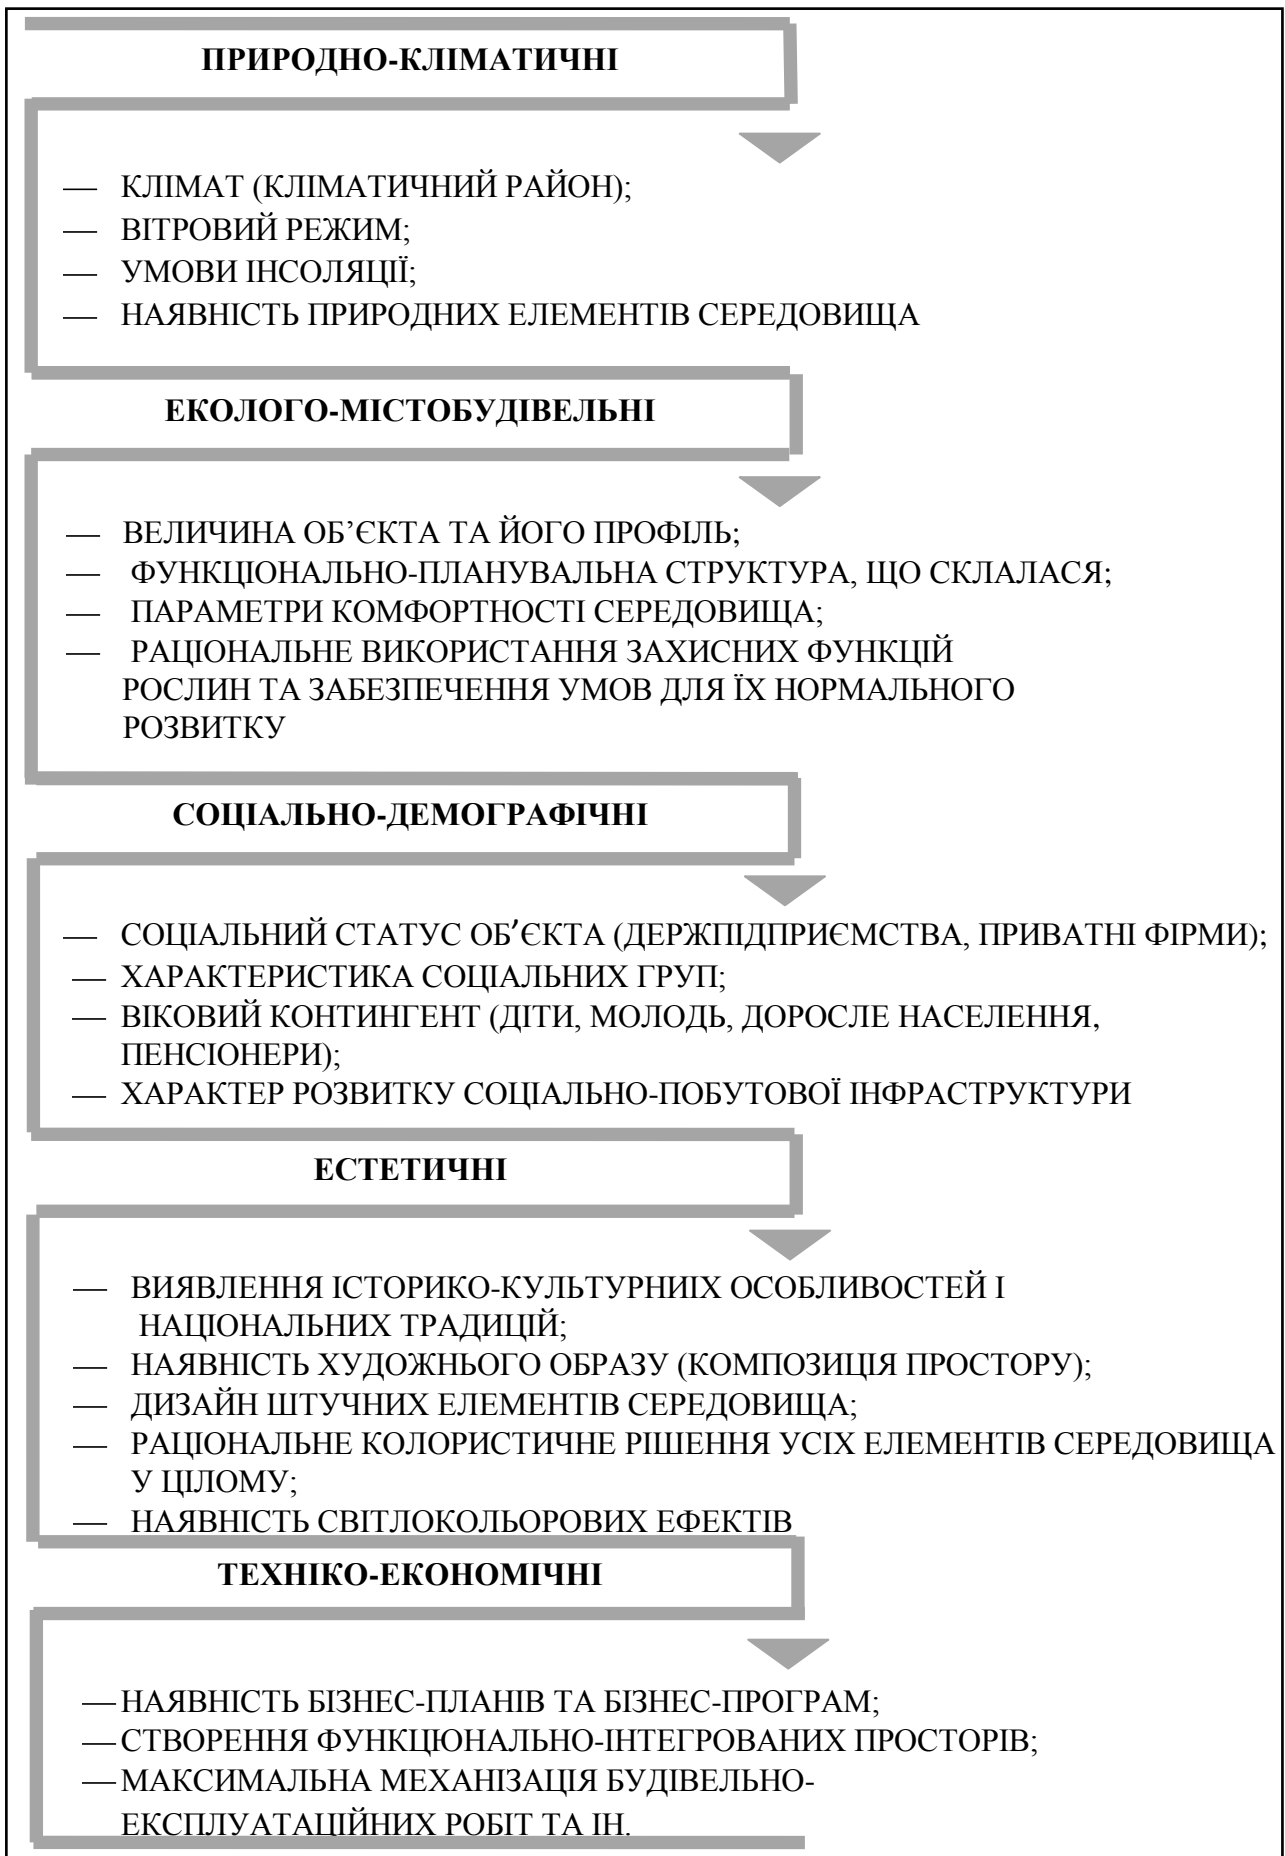 ПРИРОДНО-КЛІМАТИЧНІ
— КЛІМАТ (КЛІМАТИЧНИЙ РАЙОН);
— ВІТРОВИЙ РЕЖИМ;
— УМОВИ ІНСОЛЯЦІЇ;
— НАЯВНІСТЬ ПРИРОДНИХ ЕЛЕМЕНТІВ СЕРЕДОВИЩА
ЕКОЛОГО-МІСТОБУДІВЕЛЬНІ
— ВЕЛИЧИНА ОБ’ЄКТА ТА ЙОГО ПРОФІЛЬ;
— ФУНКЦІОНАЛЬНО-ПЛАНУВАЛЬНА СТРУКТУРА, ЩО СКЛАЛАСЯ;
— ПАРАМЕТРИ КОМФОРТНОСТІ СЕРЕДОВИЩА;
— РАЦІОНАЛЬНЕ ВИКОРИСТАННЯ ЗАХИСНИХ ФУНКЦІЙ
РОСЛИН ТА ЗАБЕЗПЕЧЕННЯ УМОВ ДЛЯ ЇХ НОРМАЛЬНОГО
РОЗВИТКУ
СОЦІАЛЬНО-ДЕМОГРАФІЧНІ
— СОЦІАЛЬНИЙ СТАТУС ОБ’ЄКТА (ДЕРЖПІДПРИЄМСТВА, ПРИВАТНІ ФІРМИ);
— ХАРАКТЕРИСТИКА СОЦІАЛЬНИХ ГРУП;
— ВІКОВИЙ КОНТИНГЕНТ (ДІТИ, МОЛОДЬ, ДОРОСЛЕ НАСЕЛЕННЯ,
ПЕНСІОНЕРИ);
— ХАРАКТЕР РОЗВИТКУ СОЦІАЛЬНО-ПОБУТОВОЇ ІНФРАСТРУКТУРИ
ЕСТЕТИЧНІ
— ВИЯВЛЕННЯ ІСТОРИКО-КУЛЬТУРНИІХ ОСОБЛИВОСТЕЙ І
НАЦІОНАЛЬНИХ ТРАДИЦІЙ;
— НАЯВНІСТЬ ХУДОЖНЬОГО ОБРАЗУ (КОМПОЗИЦІЯ ПРОСТОРУ);
— ДИЗАЙН ШТУЧНИХ ЕЛЕМЕНТІВ СЕРЕДОВИЩА;
— РАЦІОНАЛЬНЕ КОЛОРИСТИЧНЕ РІШЕННЯ УСІХ ЕЛЕМЕНТІВ СЕРЕДОВИЩА
У ЦІЛОМУ;
— НАЯВНІСТЬ СВІТЛОКОЛЬОРОВИХ ЕФЕКТІВ
ТЕХНІКО-ЕКОНОМІЧНІ
— НАЯВНІСТЬ БІЗНЕС-ПЛАНІВ ТА БІЗНЕС-ПРОГРАМ;
— СТВОРЕННЯ ФУНКЦЮНАЛЬНО-ІНТЕГРОВАНИХ ПРОСТОРІВ;
— МАКСИМАЛЬНА МЕХАНІЗАЦІЯ БУДІВЕЛЬНО-
ЕКСПЛУАТАЦІЙНИХ РОБІТ ТА ІН.